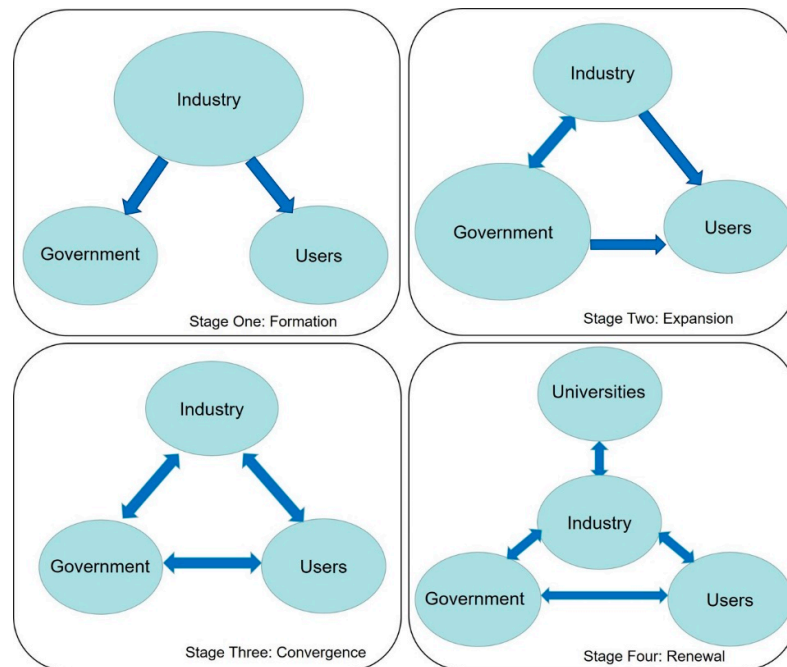 Industry
Government
Users
Stage One: Formation
Industry
Government
Users
Stage Two: Expansion
Industry
Government
Users
Stage Three: Convergence
Universities
Industry
Government
Users
Stage Four: Renewal